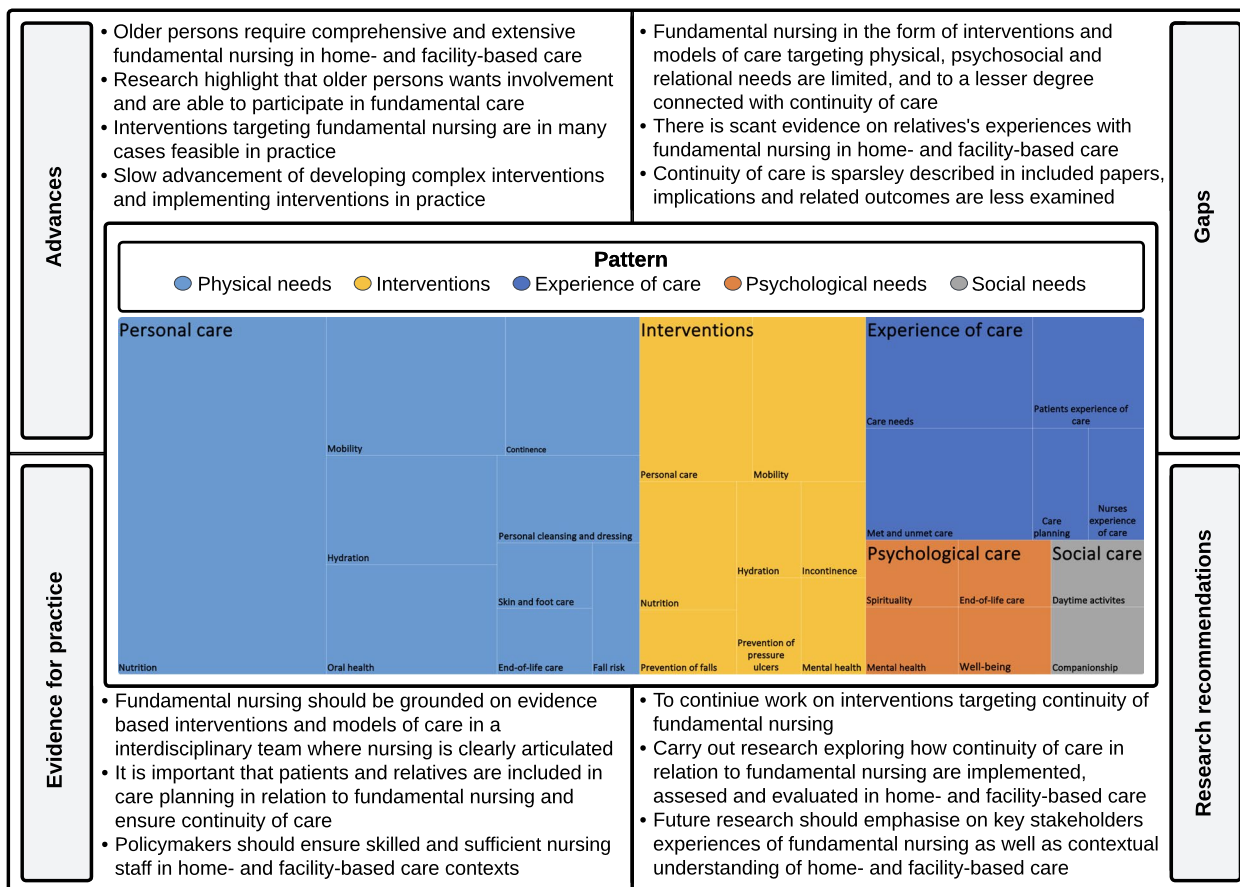 Advances
• Older persons require comprehensive and extensive
fundamental nursing in home- and facility-based care
• Research highlight that older persons wants involvement
and are able to participate in fundamental care
• Interventions targeting fundamental nursing are in many
cases feasible in practice
• Slow advancement of developing complex interventions
and implementing interventions in practice
Gaps
• Fundamental nursing in the form of interventions and
models of care targeting physical, psychosocial and
relational needs are limited, and to a lesser degree
connected with continuity of care
• There is scant evidence on relatives's experiences with
fundamental nursing in home- and facility-based care
• Continuity of care is sparsley described in included papers,
implications and related outcomes are less examined
Pattern
Physical needs
Interventions
Experience of care
Psychological needs
Social needs
Personal care
Nutrition
Mobility
Continence
Hydration
Personal cleansing and dressing
Oral health
Skin and foot care
End-of-life care
Fall risk
Interventions
Personal care
Mobility
Nutrition
Hydration
Incontinence
Prevention of falls
Prevention of
pressure
ulcers
Mental health
Experience of care
Care needs
Patients experience of
care
Met and unmet care
Care
planning
Nurses
experience
of care
Psychological care
Spirituality
End-of-life care
Mental health
Well-being
Social care
Daytime activites
Companionship
Evidence for practice
• Fundamental nursing should be grounded on evidence
based interventions and models of care in a
interdisciplinary team where nursing is clearly articulated
• It is important that patients and relatives are included in
care planning in relation to fundamental nursing and
ensure continuity of care
• Policymakers should ensure skilled and sufficient nursing
staff in home- and facility-based care contexts
Research recommendations
• To continiue work on interventions targeting continuity of
fundamental nursing
• Carry out research exploring how continuity of care in
relation to fundamental nursing are implemented,
assesed and evaluated in home- and facility-based care
• Future research should emphasise on key stakeholders
experiences of fundamental nursing as well as contextual
understanding of home- and facility-based care